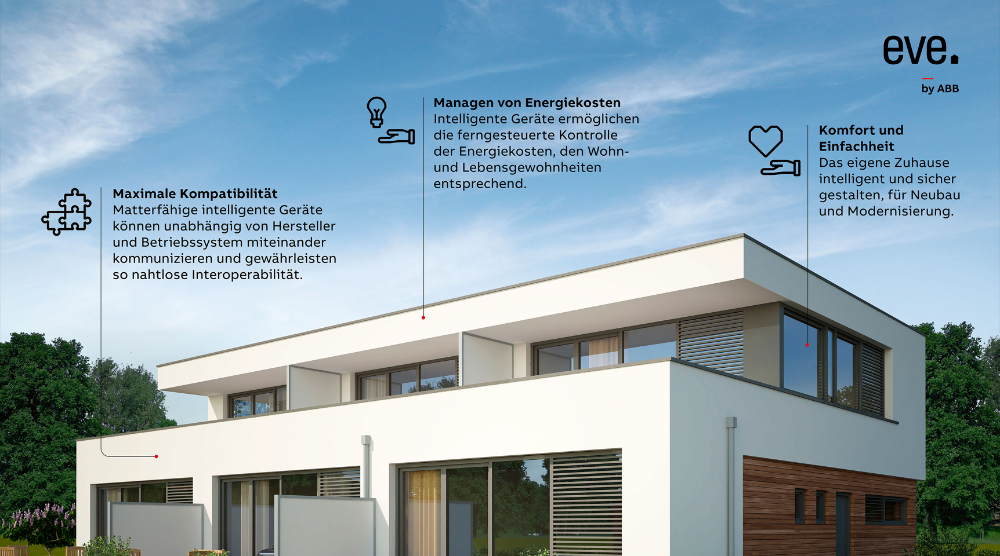 eve.
by ABB
Managen von Energiekosten
Intelligente Geräte ermöglichen
die ferngesteuerte Kontrolle
der Energiekosten, den Wohn-
und Lebensgewohnheiten
entsprechend.
Komfort und
Einfachheit
Das eigene Zuhause
intelligent und sicher
gestalten, für Neubau
und Modernisierung.
Maximale Kompatibilität
Matterfähige intelligente Geräte
können unabhängig von Hersteller
und Betriebssystem miteinander
kommunizieren und gewährleisten
so nahtlose Interoperabilität.